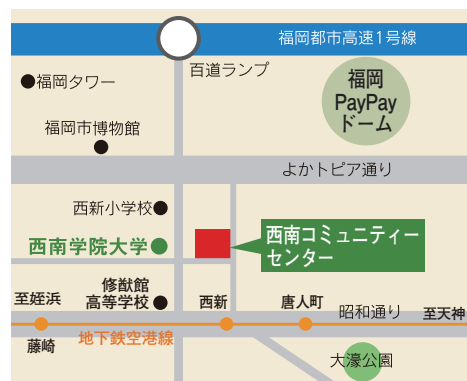 福岡都市高速1号線
百道ランプ
福岡タワー
福岡
PayPay
ドーム
福岡市博物館
よかトピア通り
西新小学校
西南学院大学
西南コミュニティー
センター
修猷館
高等学校
至姪浜
西新
唐人町
昭和通り
至天神
藤崎
地下鉄空港線
大濠公園